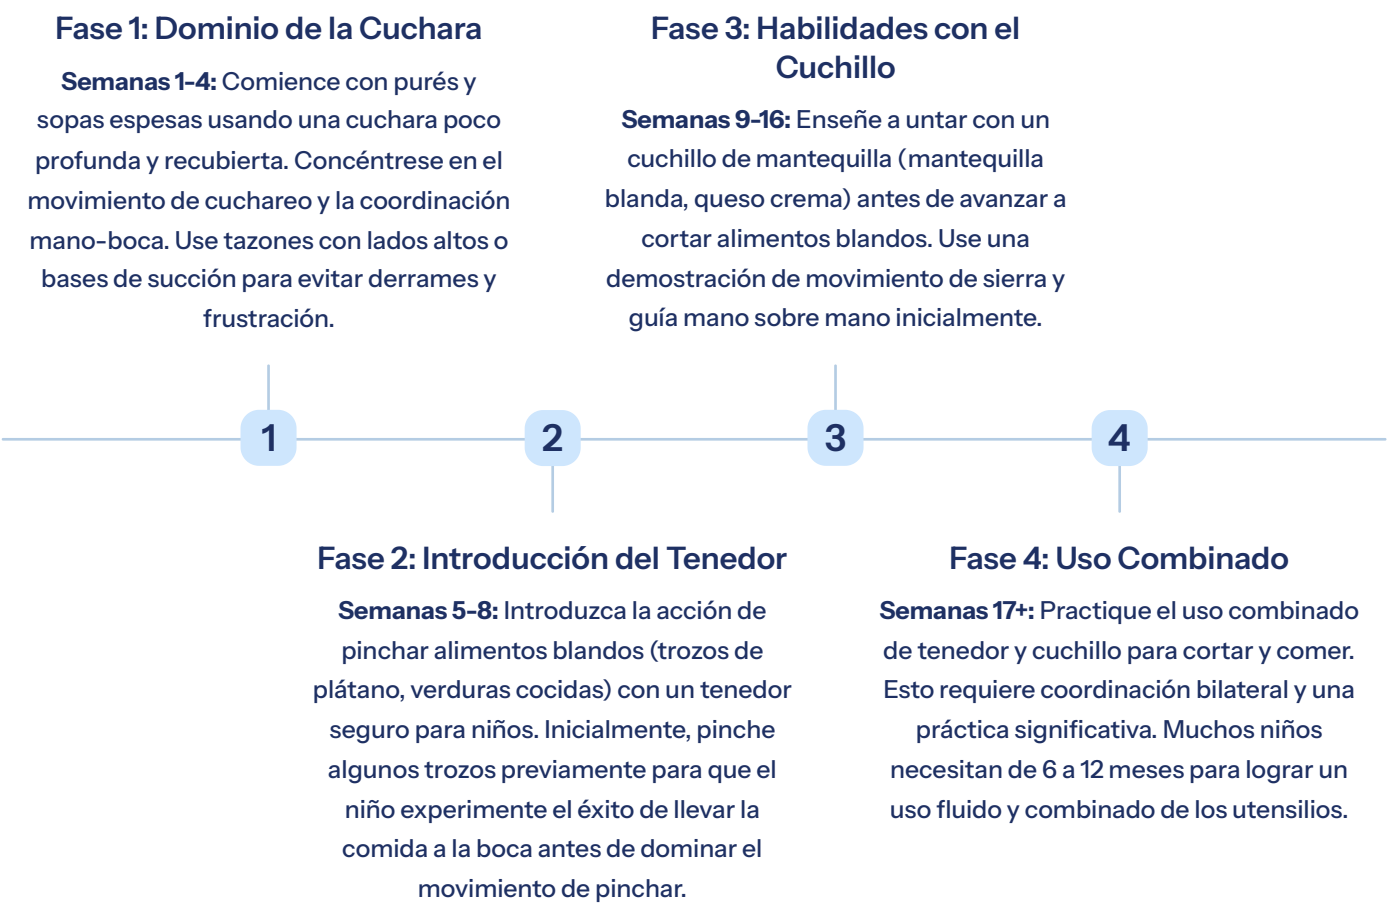 Fase 1: Dominio de la Cuchara
Semanas 1-4: Comience con purés y
sopas espesas usando una cuchara poco
profunda y recubierta. Concéntrese en el
movimiento de cuchareo y la coordinación
mano-boca. Use tazones con lados altos o
bases de succión para evitar derrames y
frustración.
Fase 3: Habilidades con el
Cuchillo
Semanas 9-16: Enseñe a untar con un
cuchillo de mantequilla (mantequilla
blanda, queso crema) antes de avanzar a
cortar alimentos blandos. Use una
demostración de movimiento de sierra y
guía mano sobre mano inicialmente.
1
2
3
4
Fase 2: Introducción del Tenedor
Semanas 5-8: Introduzca la acción de
pinchar alimentos blandos (trozos de
plátano, verduras cocidas) con un tenedor
seguro para niños. Inicialmente, pinche
algunos trozos previamente para que el
niño experimente el éxito de llevar la
comida a la boca antes de dominar el
movimiento de pinchar.
Fase 4: Uso Combinado
Semanas 17+: Practique el uso combinado
de tenedor y cuchillo para cortar y comer.
Esto requiere coordinación bilateral y una
práctica significativa. Muchos niños
necesitan de 6 a 12 meses para lograr un
uso fluido y combinado de los utensilios.